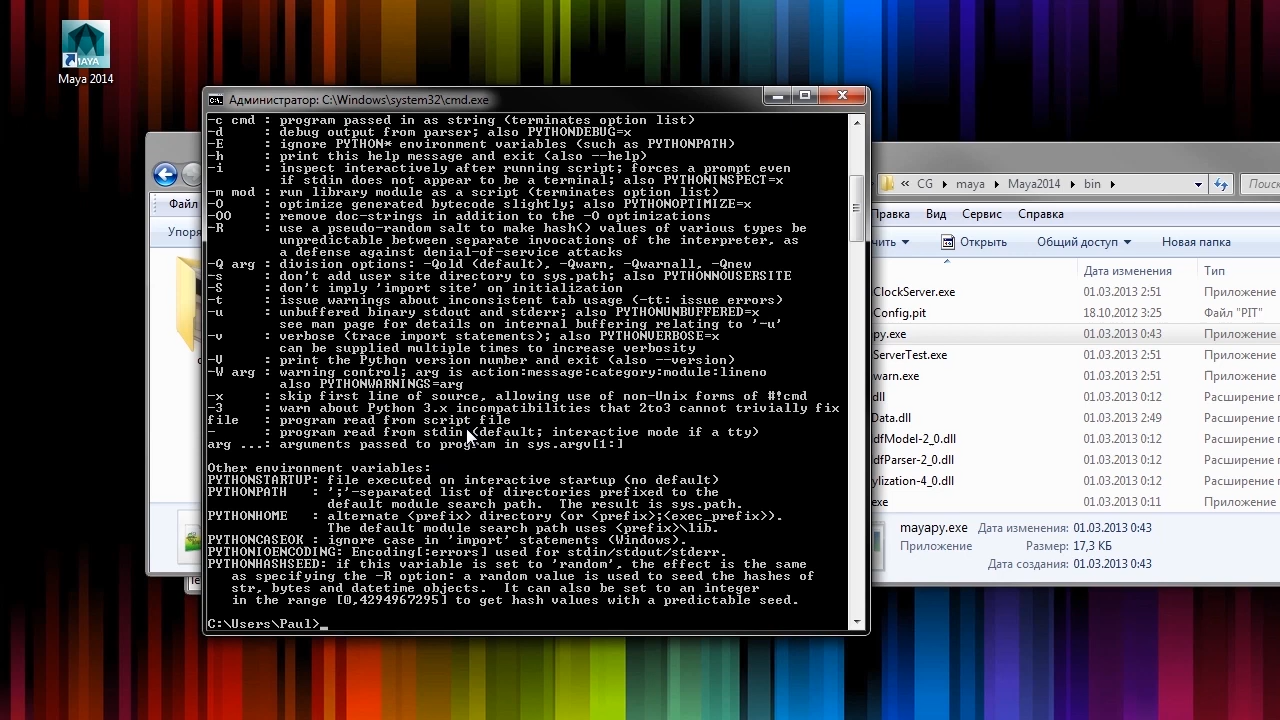 MAYA
Maya 2014
Администратор: C:\Windows\system32\cmd.exe
-c cmd : program passed in as string (terminates option list)
-d     : debug output from parser; also PYTHONDEBUG=x
-E     : ignore PYTHON* environment variables (such as PYTHONPATH)
-h     : print this help message and exit (also --help)
-i     : inspect interactively after running script; forces a prompt even
         if stdin does not appear to be a terminal; also PYTHONINSPECT=x
-m mod : run library module as a script (terminates option list)
-O     : optimize generated bytecode slightly; also PYTHONOPTIMIZE=x
-OO    : remove doc-strings in addition to the -O optimizations
-R     : use a pseudo-random salt to make hash() values of various types be
         unpredictable between separate invocations of the interpreter, as
         a defense against denial-of-service attacks
-Q arg : division options: -Qold (default), -Qwarn, -Qwarnall, -Qnew
-s     : don't add user site directory to sys.path; also PYTHONNOUSERSITE
-S     : don't imply 'import site' on initialization
-t     : issue warnings about inconsistent tab usage (-tt: issue errors)
-u     : unbuffered binary stdout and stderr; also PYTHONUNBUFFERED=x
         see man page for details on internal buffering relating to '-u'
-v     : verbose (trace import statements); also PYTHONVERBOSE=x
         can be supplied multiple times to increase verbosity
-V     : print the Python version number and exit (also --version)
-W arg : warning control; arg is action:message:category:module:lineno
         also PYTHONWARNINGS=arg
-x     : skip first line of source, allowing use of non-Unix forms of #!cmd
-3     : warn about Python 3.x incompatibilities that 2to3 cannot trivially fix
file   : program read from script file
-      : program read from stdin (default; interactive mode if a tty)
arg ...: arguments passed to program in sys.argv[1:]
Other environment variables:
PYTHONSTARTUP: file executed on interactive startup (no default)
PYTHONPATH   : ';'-separated list of directories prefixed to the
               default module search path.  The result is sys.path.
PYTHONHOME   : alternate <prefix> directory (or <prefix>;<exec_prefix>).
               The default module search path uses <prefix>\lib.
PYTHONCASEOK : ignore case in 'import' statements (Windows).
PYTHONIOENCODING: Encoding[:errors] used for stdin/stdout/stderr.
PYTHONHASHSEED: if this variable is set to 'random', the effect is the same
   as specifying the -R option: a random value is used to seed the hashes of
   str, bytes and datetime objects.  It can also be set to an integer
   in the range [0,4294967295] to get hash values with a predictable seed.
C:\Users\Paul>_
Файл
Упоря
« CG maya Maya2014 bin
Поиск
Правка Вид Сервис Справка
чить Открыть Общий доступ Новая папка
Дата изменения Тип
ClockServer.exe 01.03.2013 2:51 Приложение
Config.pit 18.10.2012 3:25 Файл "PIT"
py.exe 01.03.2013 0:43 Приложение
ServerTest.exe 01.03.2013 2:51 Приложение
warn.exe 01.03.2013 2:51 Приложение
dll 01.03.2013 0:12 Расширение
Data.dll 01.03.2013 2:49 Расширение
dfModel-2_0.dll 01.03.2013 0:12 Расширение
dfParser-2_0.dll 01.03.2013 0:12 Расширение
ylization-4_0.dll 01.03.2013 0:12 Расширение
exe 01.03.2013 2:51 Приложение
mayapy.exe Дата изменения: 01.03.2013 0:43
Приложение Размер: 17,3 КБ
Дата создания: 01.03.2013 0:43